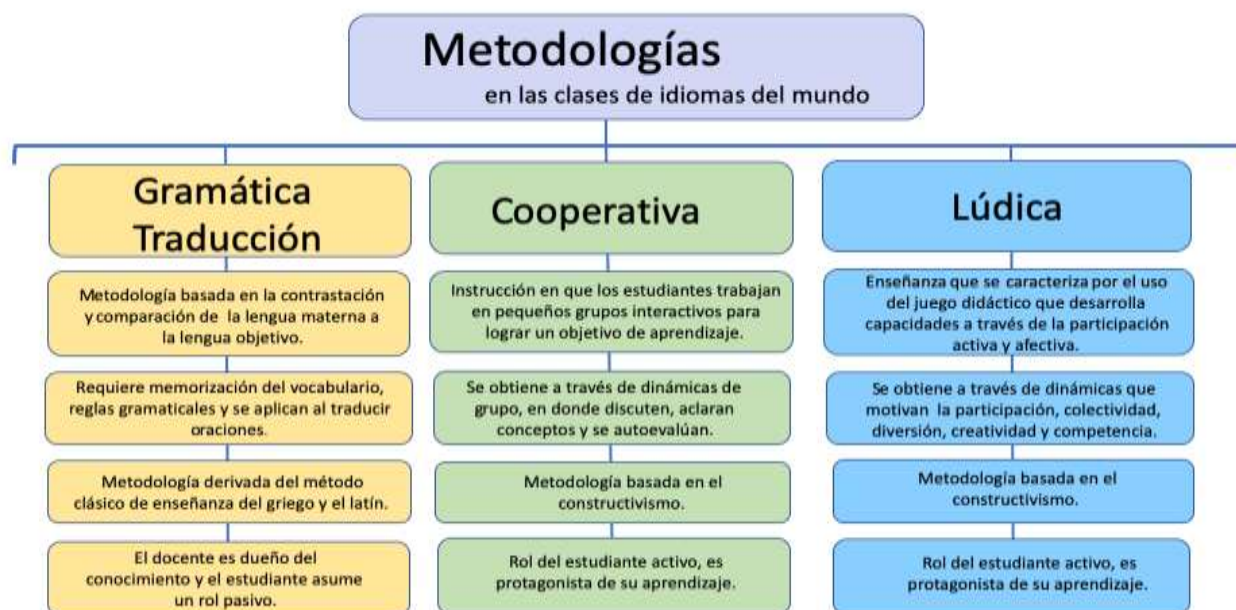 Metodologías
en las clases de idiomas del mundo
Gramática
Traducción
Metodología basada en la contrastación
y comparación de la lengua materna a
la lengua objetivo.
Requiere memorización del vocabulario,
reglas gramaticales y se aplican al traducir
oraciones.
Metodología derivada del método
clásico de enseñanza del griego y el latín.
El docente es dueño del
conocimiento y el estudiante asume
un rol pasivo.
Cooperativa
Instrucción en que los estudiantes trabajan
en pequeños grupos interactivos para
lograr un objetivo de aprendizaje.
Se obtiene a través de dinámicas de
grupo, en donde discuten, aclaran
conceptos y se autoevalúan.
Metodología basada en el
constructivismo.
Rol del estudiante activo, es
protagonista de su aprendizaje.
Lúdica
Enseñanza que se caracteriza por el uso
del juego didáctico que desarrolla
capacidades a través de la participación
activa y afectiva.
Se obtiene a través de dinámicas que
motivan la participación, colectividad,
diversión, creatividad y competencia.
Metodología basada en el
constructivismo.
Rol del estudiante activo, es
protagonista de su aprendizaje.